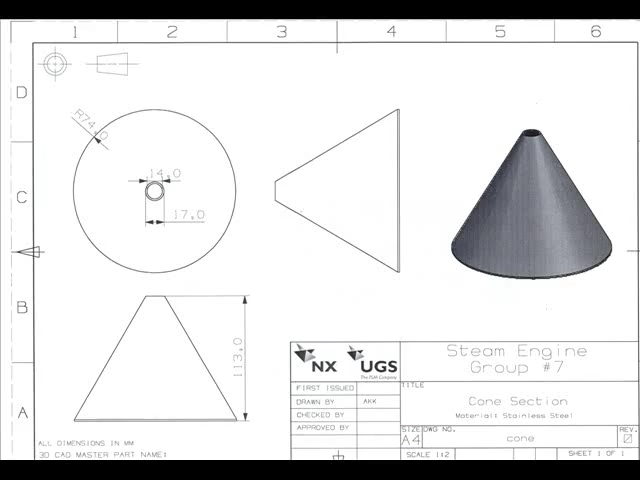 1 2 3 4 5 6
D
R74,0
14,0
C
17,0
B
113,0
NX UGS
The PLM Company
Steam Engine
Group #7
FIRST ISSUED
TITLE
DRAWN BY AKK
Cone Section
CHECKED BY
Material: Stainless Steel
A
APPROVED BY
SIZE DWG NO. REV.
A4 cone 0
ALL DIMENSIONS IN MM
3D CAD MASTER PART NAME:
SCALE 1:2 SHEET 1 OF 1